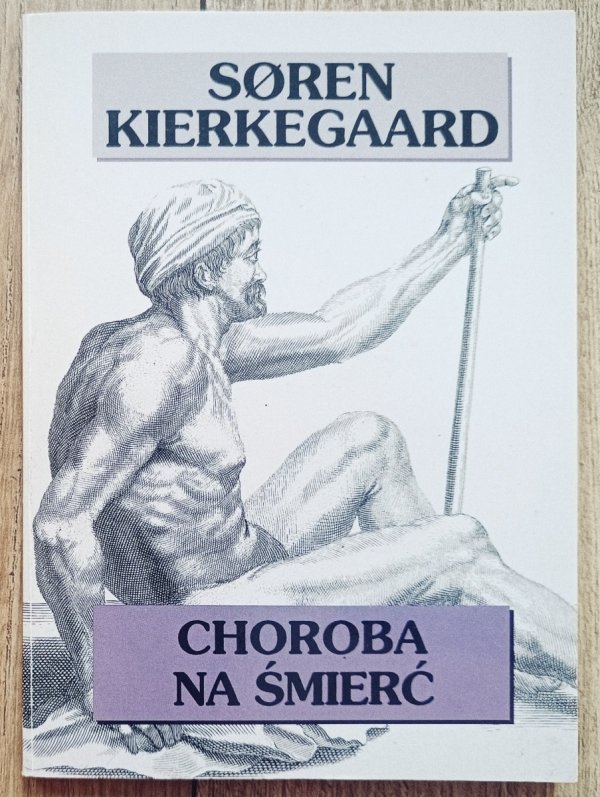 SØREN
KIERKEGAARD
CHOROBA
NA ŚMIERĆ